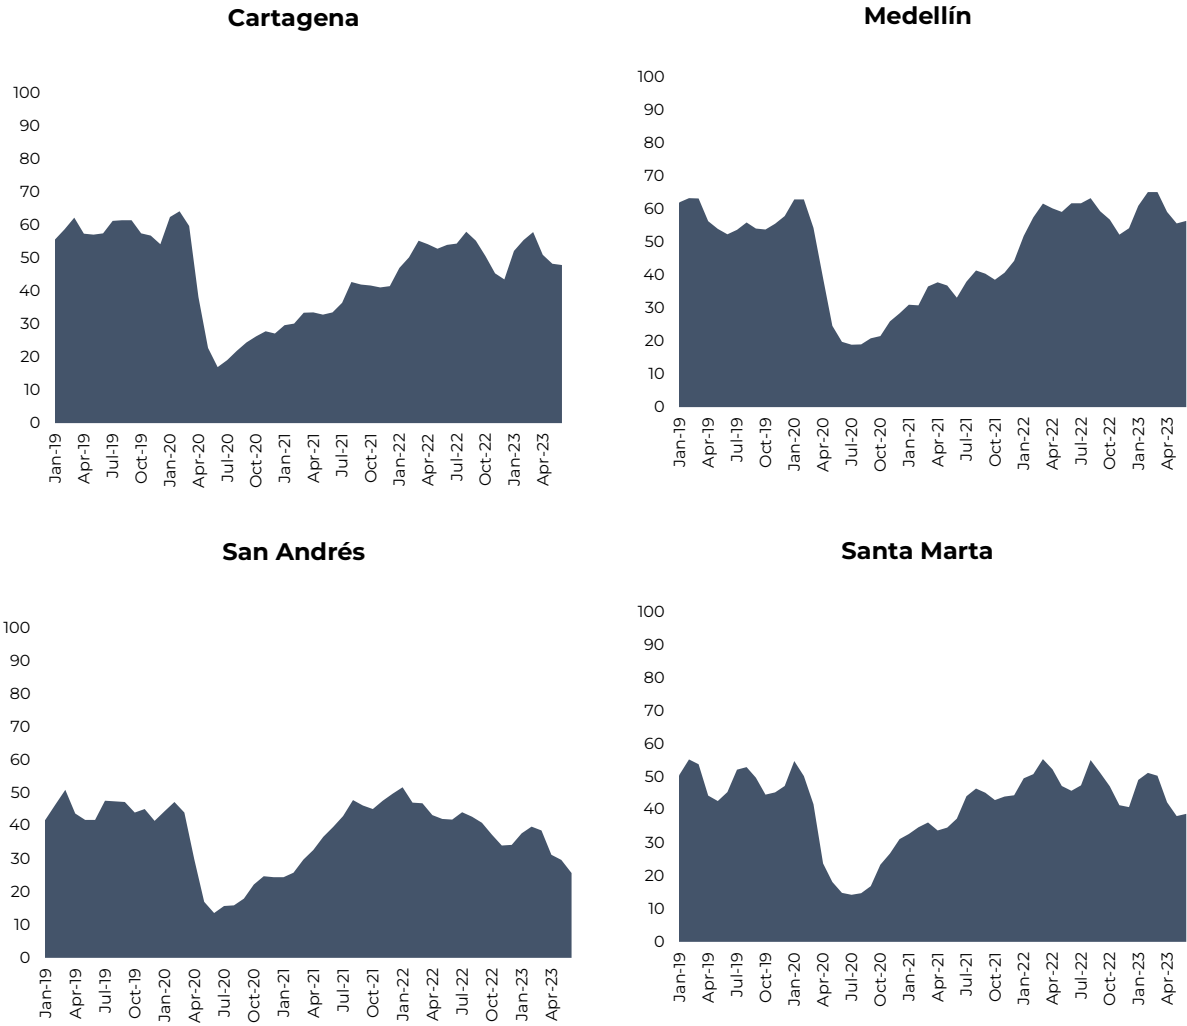 Cartagena
100
90
80
70
60
50
40
30
20
10
0
Jan-19
Apr-19
Jul-19
Oct-19
Jan-20
Apr-20
Jul-20
Oct-20
Jan-21
Apr-21
Jul-21
Oct-21
Jan-22
Apr-22
Jul-22
Oct-22
Jan-23
Apr-23
Medellín
100
90
80
70
60
50
40
30
20
10
0
Jan-19
Apr-19
Jul-19
Oct-19
Jan-20
Apr-20
Jul-20
Oct-20
Jan-21
Apr-21
Jul-21
Oct-21
Jan-22
Apr-22
Jul-22
Oct-22
Jan-23
Apr-23
San Andrés
100
90
80
70
60
50
40
30
20
10
0
Jan-19
Apr-19
Jul-19
Oct-19
Jan-20
Apr-20
Jul-20
Oct-20
Jan-21
Apr-21
Jul-21
Oct-21
Jan-22
Apr-22
Jul-22
Oct-22
Jan-23
Apr-23
Santa Marta
100
90
80
70
60
50
40
30
20
10
0
Jan-19
Apr-19
Jul-19
Oct-19
Jan-20
Apr-20
Jul-20
Oct-20
Jan-21
Apr-21
Jul-21
Oct-21
Jan-22
Apr-22
Jul-22
Oct-22
Jan-23
Apr-23